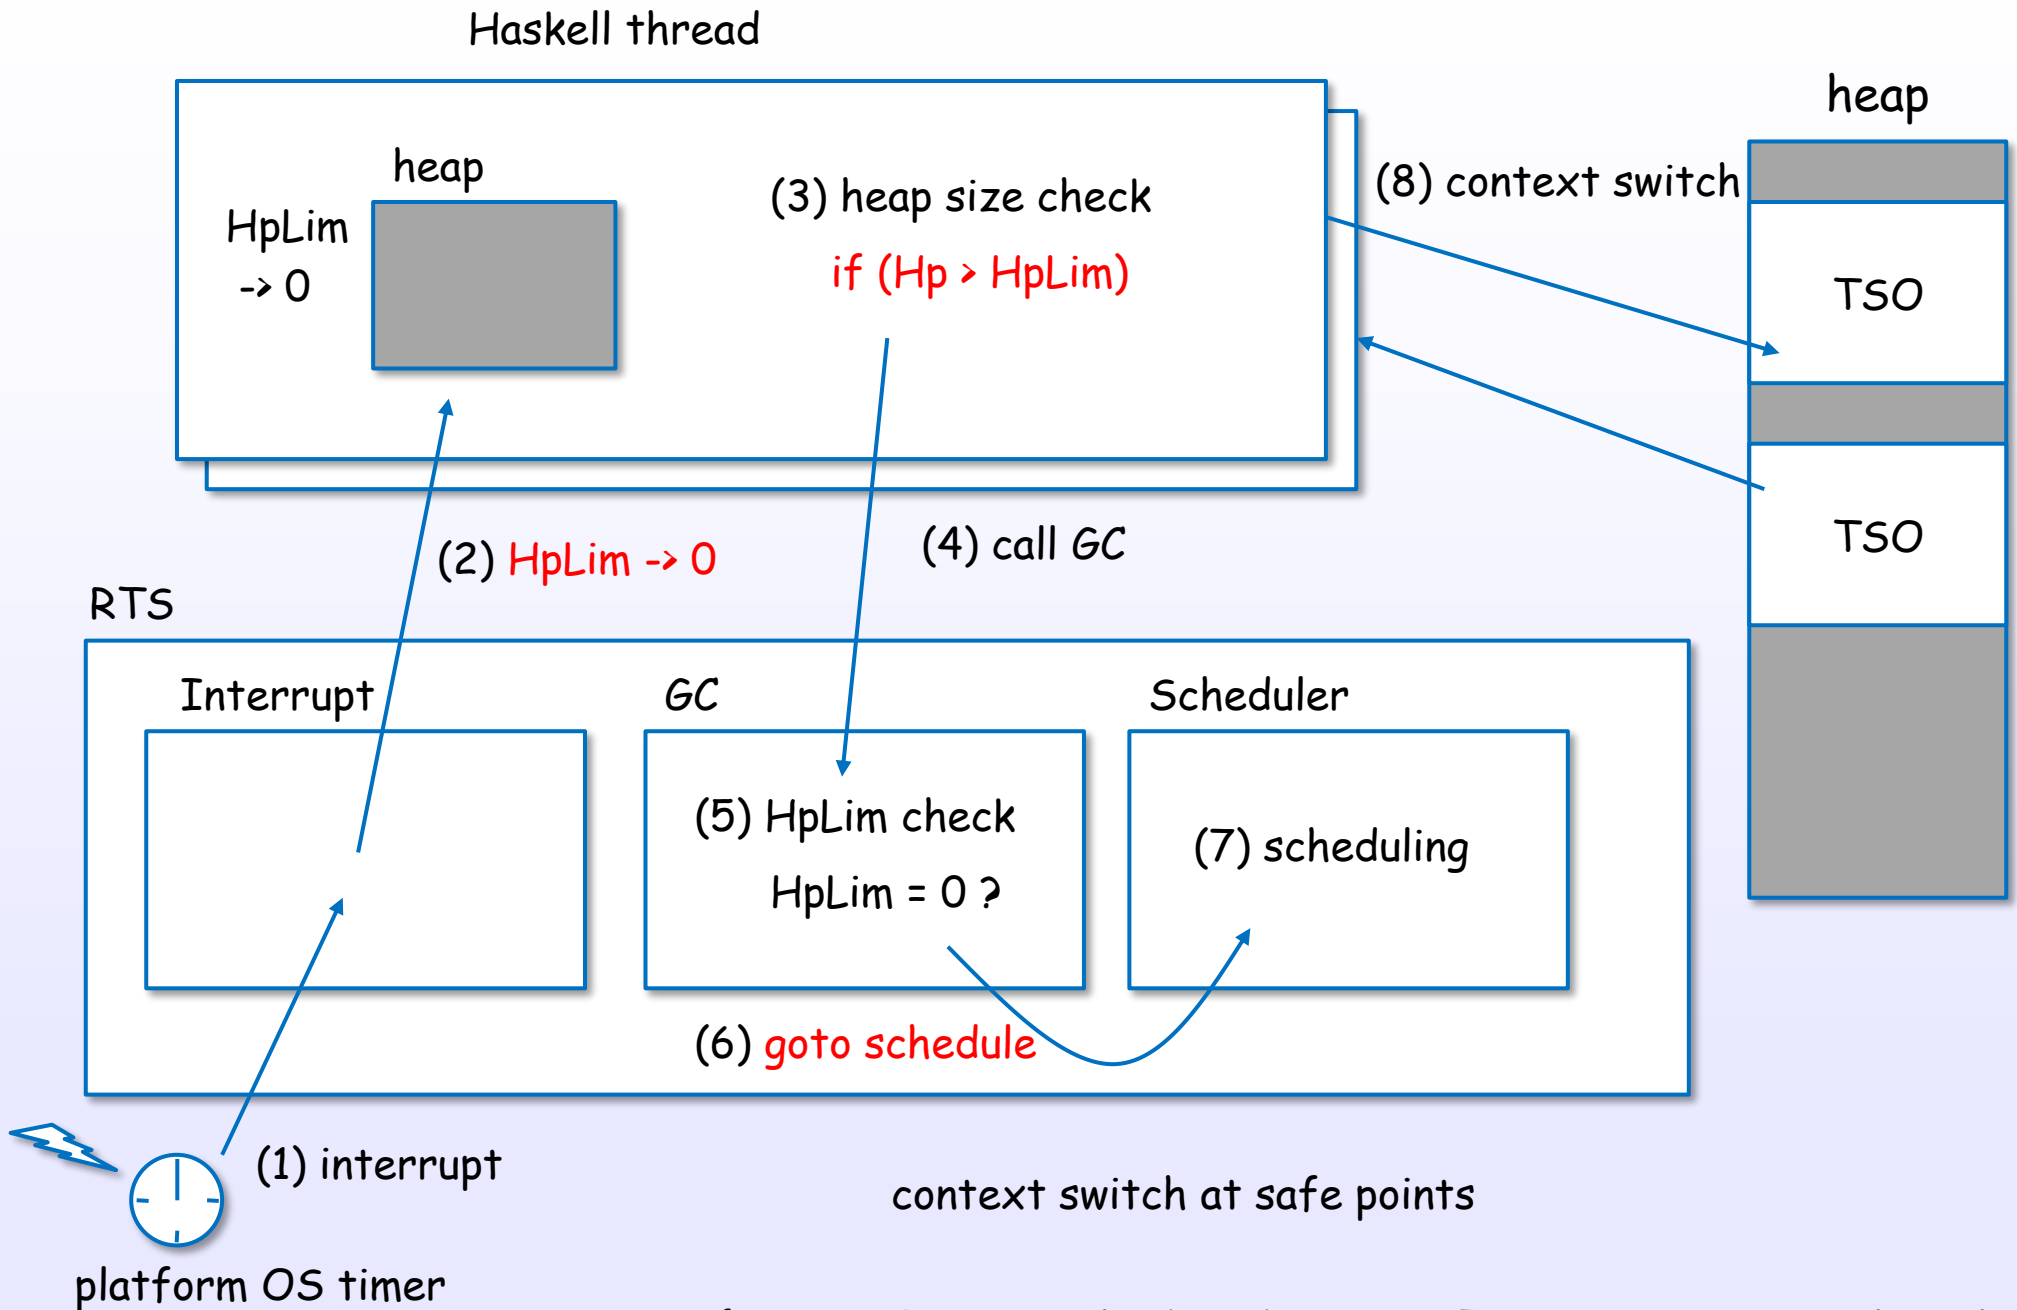 Haskell thread
heap
heap
HpLim
-> 0
(3) heap size check
if (Hp > HpLim)
(8) context switch
TSO
TSO
(2) HpLim -> 0
(4) call GC
RTS
Interrupt
GC
Scheduler
(5) HpLim check
HpLim = 0 ?
(7) scheduling
(6) goto schedule
(1) interrupt
context switch at safe points
platform OS timer